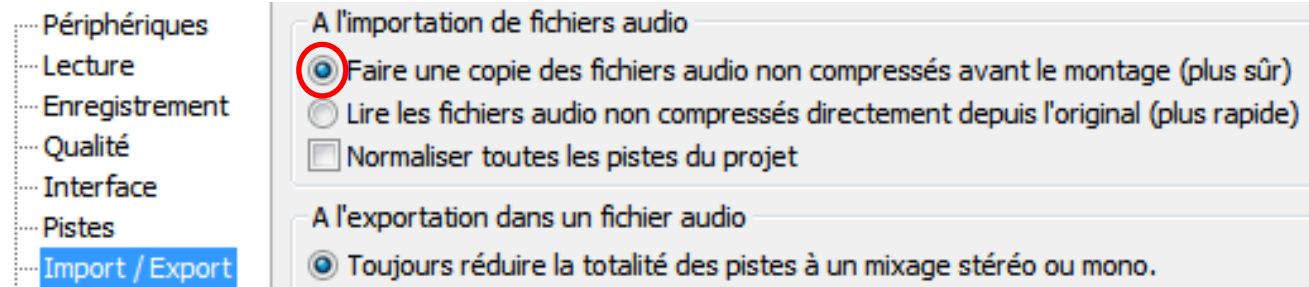 Périphériques
Lecture
Enregistrement
Qualité
Interface
Pistes
Import / Export
A l'importation de fichiers audio
Faire une copie des fichiers audio non compressés avant le montage (plus sûr)
Lire les fichiers audio non compressés directement depuis l'original (plus rapide)
Normaliser toutes les pistes du projet
A l'exportation dans un fichier audio
Toujours réduire la totalité des pistes à un mixage stéréo ou mono.